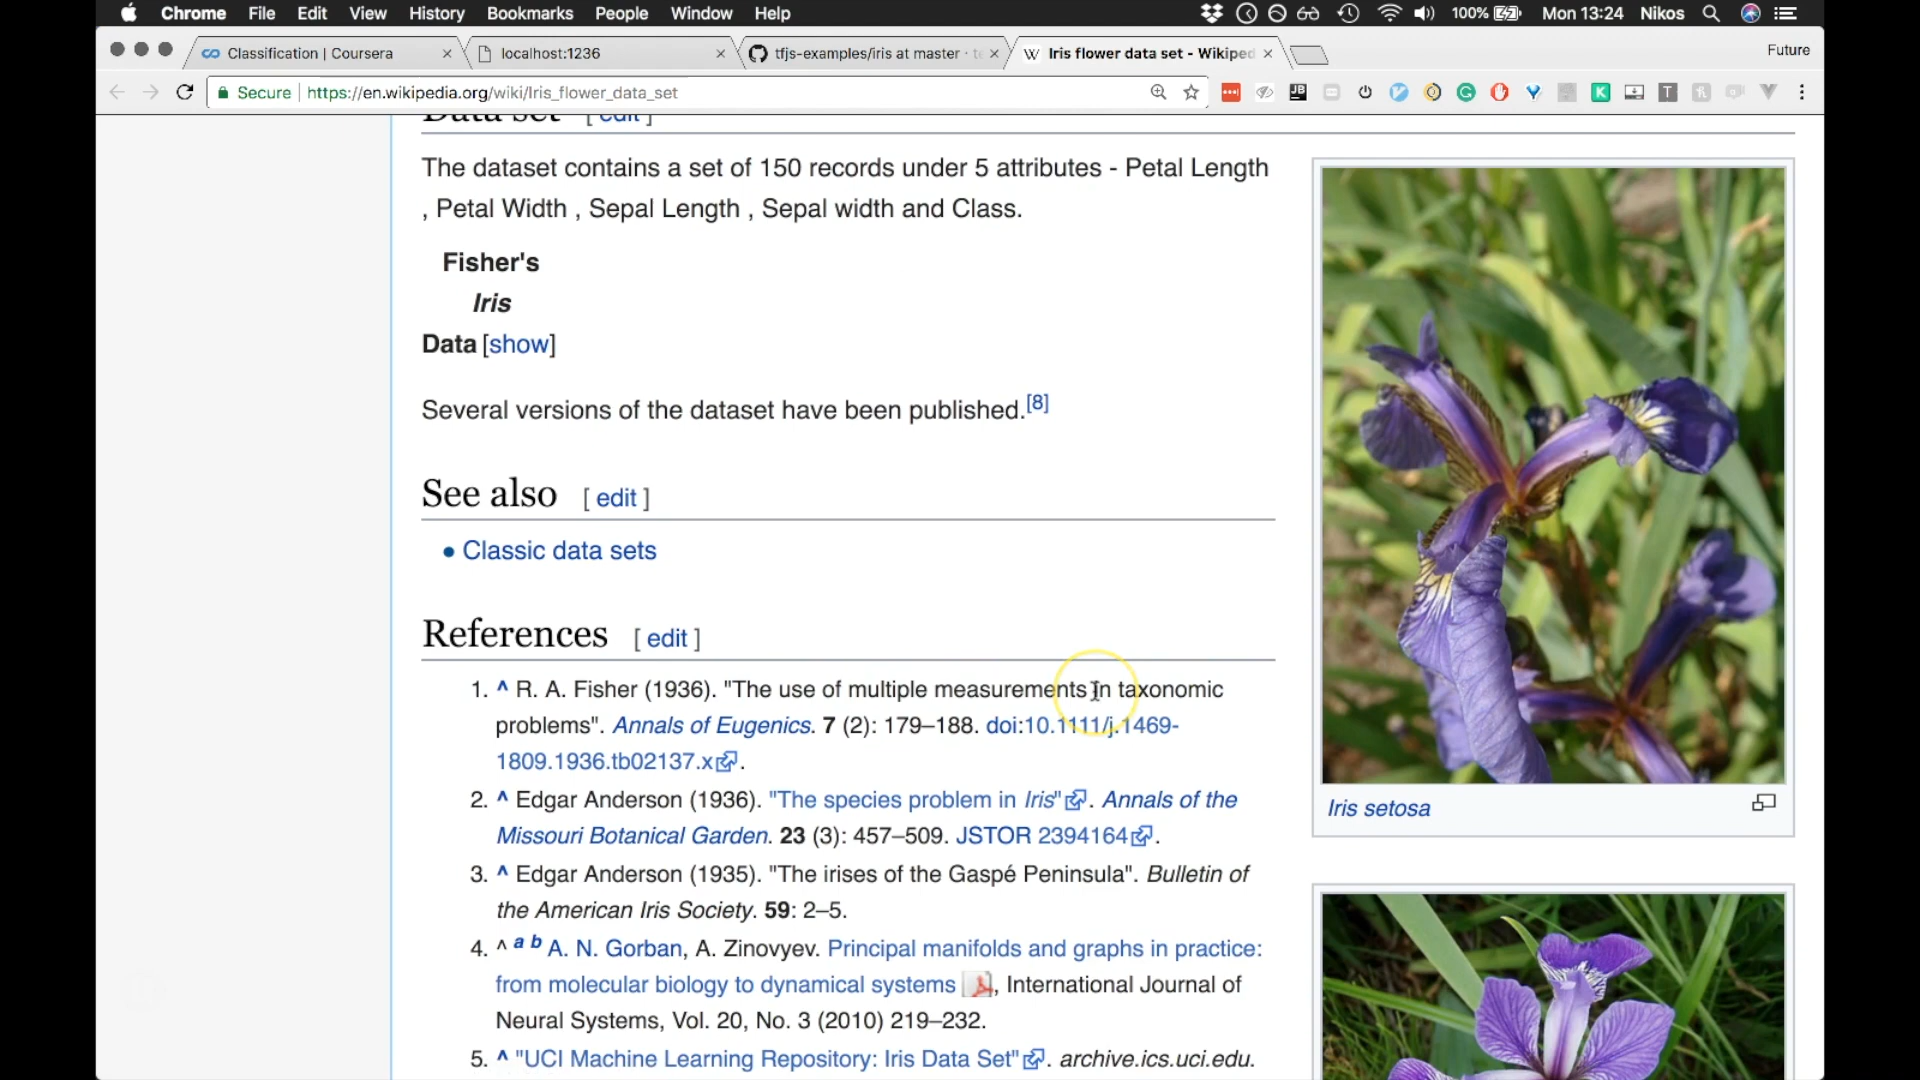 Chrome File Edit View History Bookmarks People Window Help 100% Mon 13:24 Nikos
Classification | Coursera
localhost:1236
tfjs-examples/iris at master · te
Iris flower data set - Wikiped
Future
Secure https://en.wikipedia.org/wiki/Iris_flower_data_set
Data set [ edit ]
The dataset contains a set of 150 records under 5 attributes - Petal Length
, Petal Width , Sepal Length , Sepal width and Class.
Fisher's
Iris
Data [show]
Several versions of the dataset have been published.[8]
See also [ edit ]
• Classic data sets
References [ edit ]
1. ^ R. A. Fisher (1936). "The use of multiple measurements in taxonomic
problems". Annals of Eugenics. 7 (2): 179–188. doi:10.1111/j.1469-
1809.1936.tb02137.x.
2. ^ Edgar Anderson (1936). "The species problem in Iris". Annals of the
Missouri Botanical Garden. 23 (3): 457–509. JSTOR 2394164.
3. ^ Edgar Anderson (1935). "The irises of the Gaspé Peninsula". Bulletin of
the American Iris Society. 59: 2–5.
4. ^ a b A. N. Gorban, A. Zinovyev. Principal manifolds and graphs in practice:
from molecular biology to dynamical systems, International Journal of
Neural Systems, Vol. 20, No. 3 (2010) 219–232.
5. ^ "UCI Machine Learning Repository: Iris Data Set". archive.ics.uci.edu.
Iris setosa